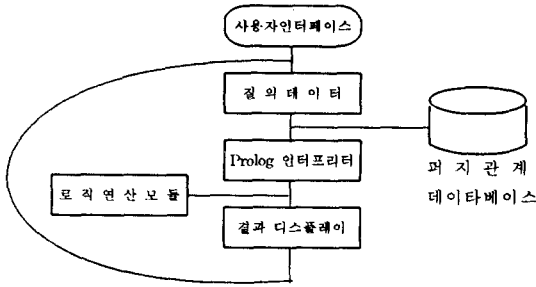 사용자인터페이스
질 의 데 이 터
Prolog 인터프리터
퍼 지 관 계
데이타베이스
로 직 연 산 모 듈
결과 디스플레이